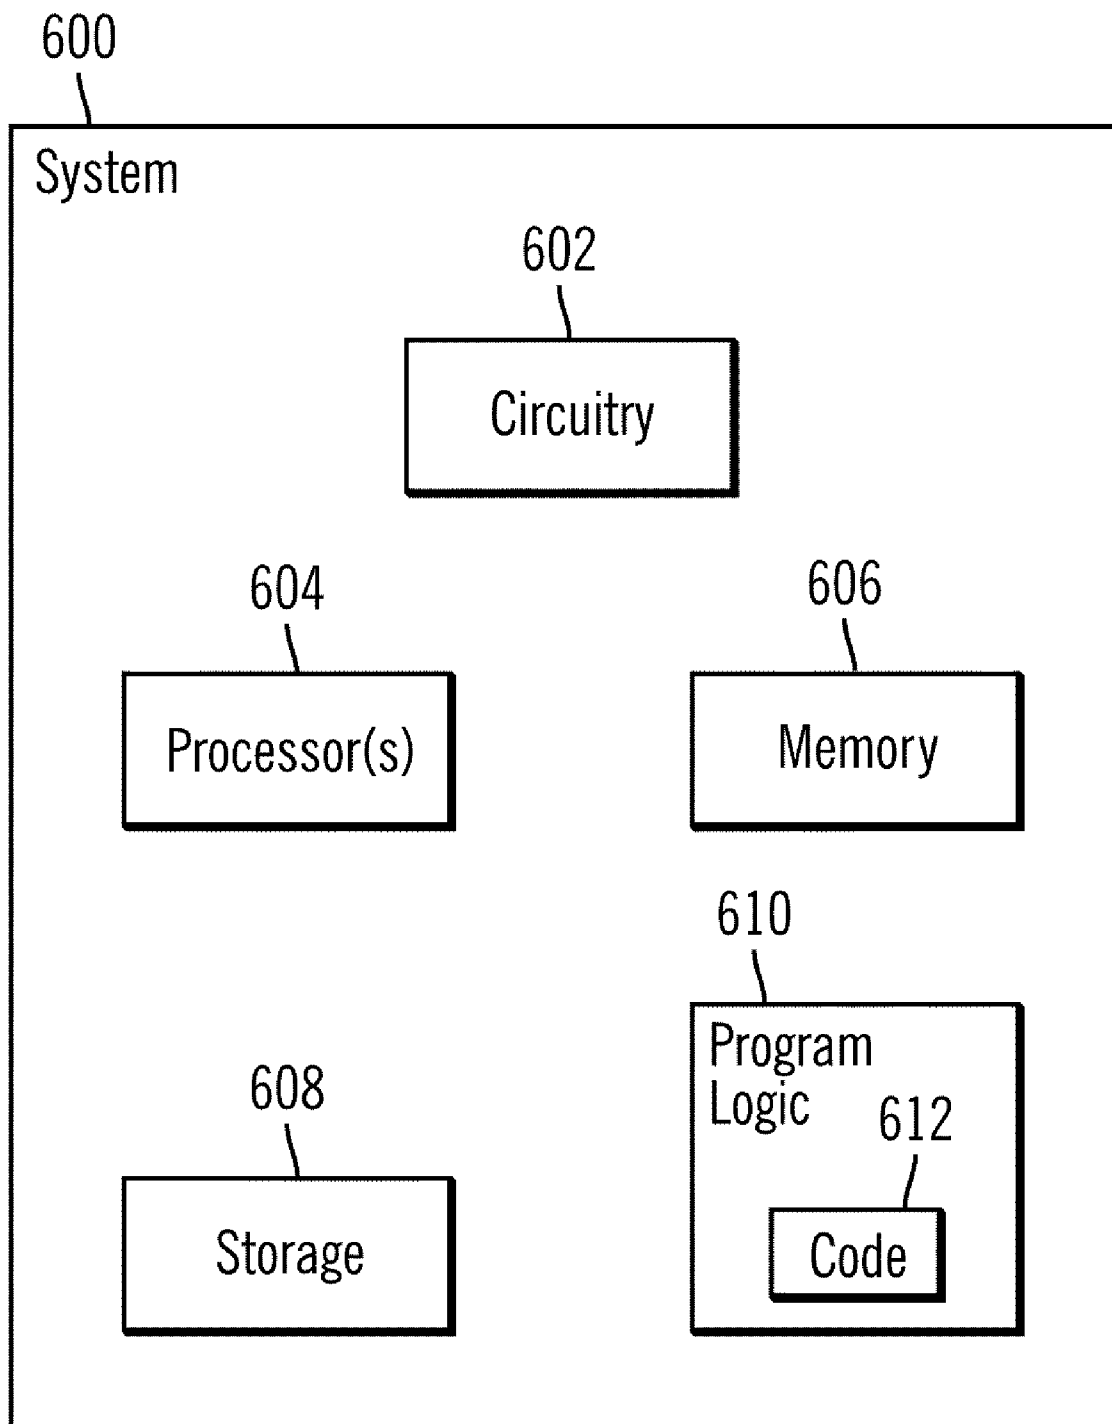 600
System
602
Circuitry
604
606
Processor(s)
Memory
610
Program
Logic
608
612
Storage
Code